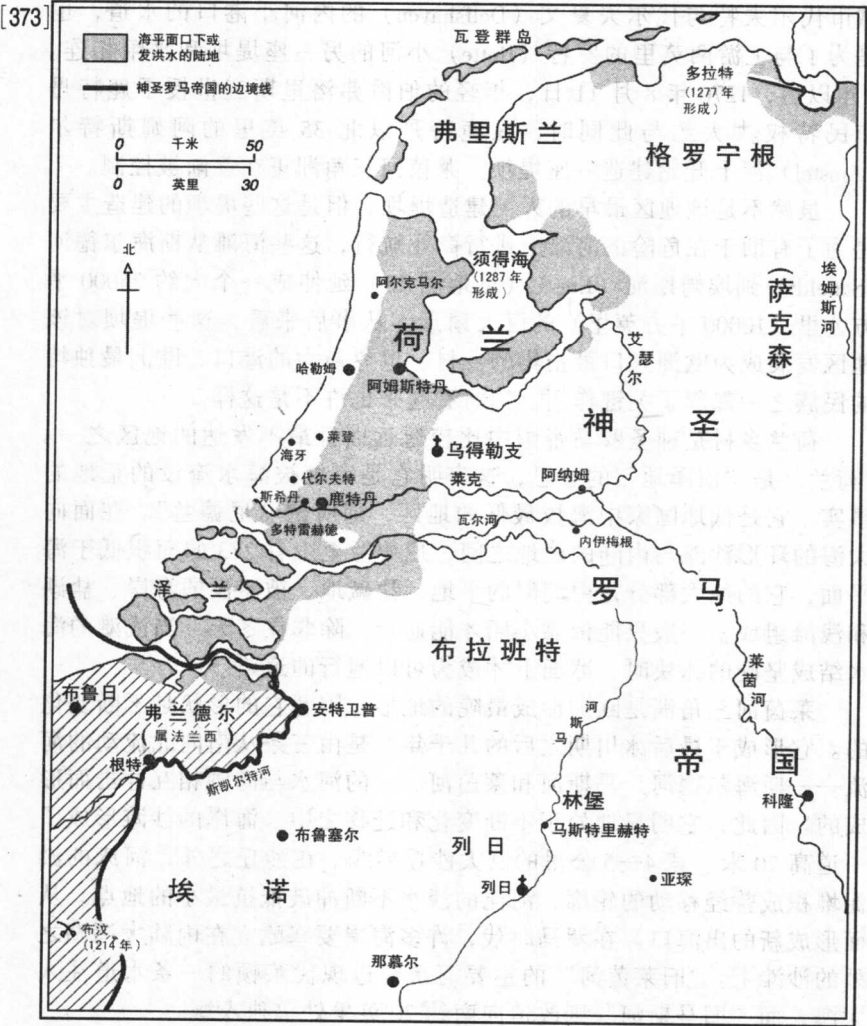 [373]
海平面口下或
发洪水的陆地
神圣罗马帝国的边境线
0 千米 50
0 英里 30
北
瓦登群岛
多拉特
(1277年
形成)
弗里斯兰
格罗宁根
须得海
(1287年
形成)
(萨克森)
埃姆斯河
阿尔克马尔
荷兰
艾瑟尔
哈勒姆
阿姆斯特丹
神圣
莱登
海牙
乌得勒支
代尔夫特
莱克
阿纳姆
斯希丹
鹿特丹
多特雷赫德
瓦尔河
内伊梅根
泽兰
罗马
布拉班特
莱茵河
布鲁日
弗兰德尔
属法兰西
安特卫普
马斯河
根特
斯凯尔特河
帝国
林堡
科隆
布鲁塞尔
列日
马斯特里赫特
埃诺
列日
亚琛
布汶
(1214年)
那慕尔